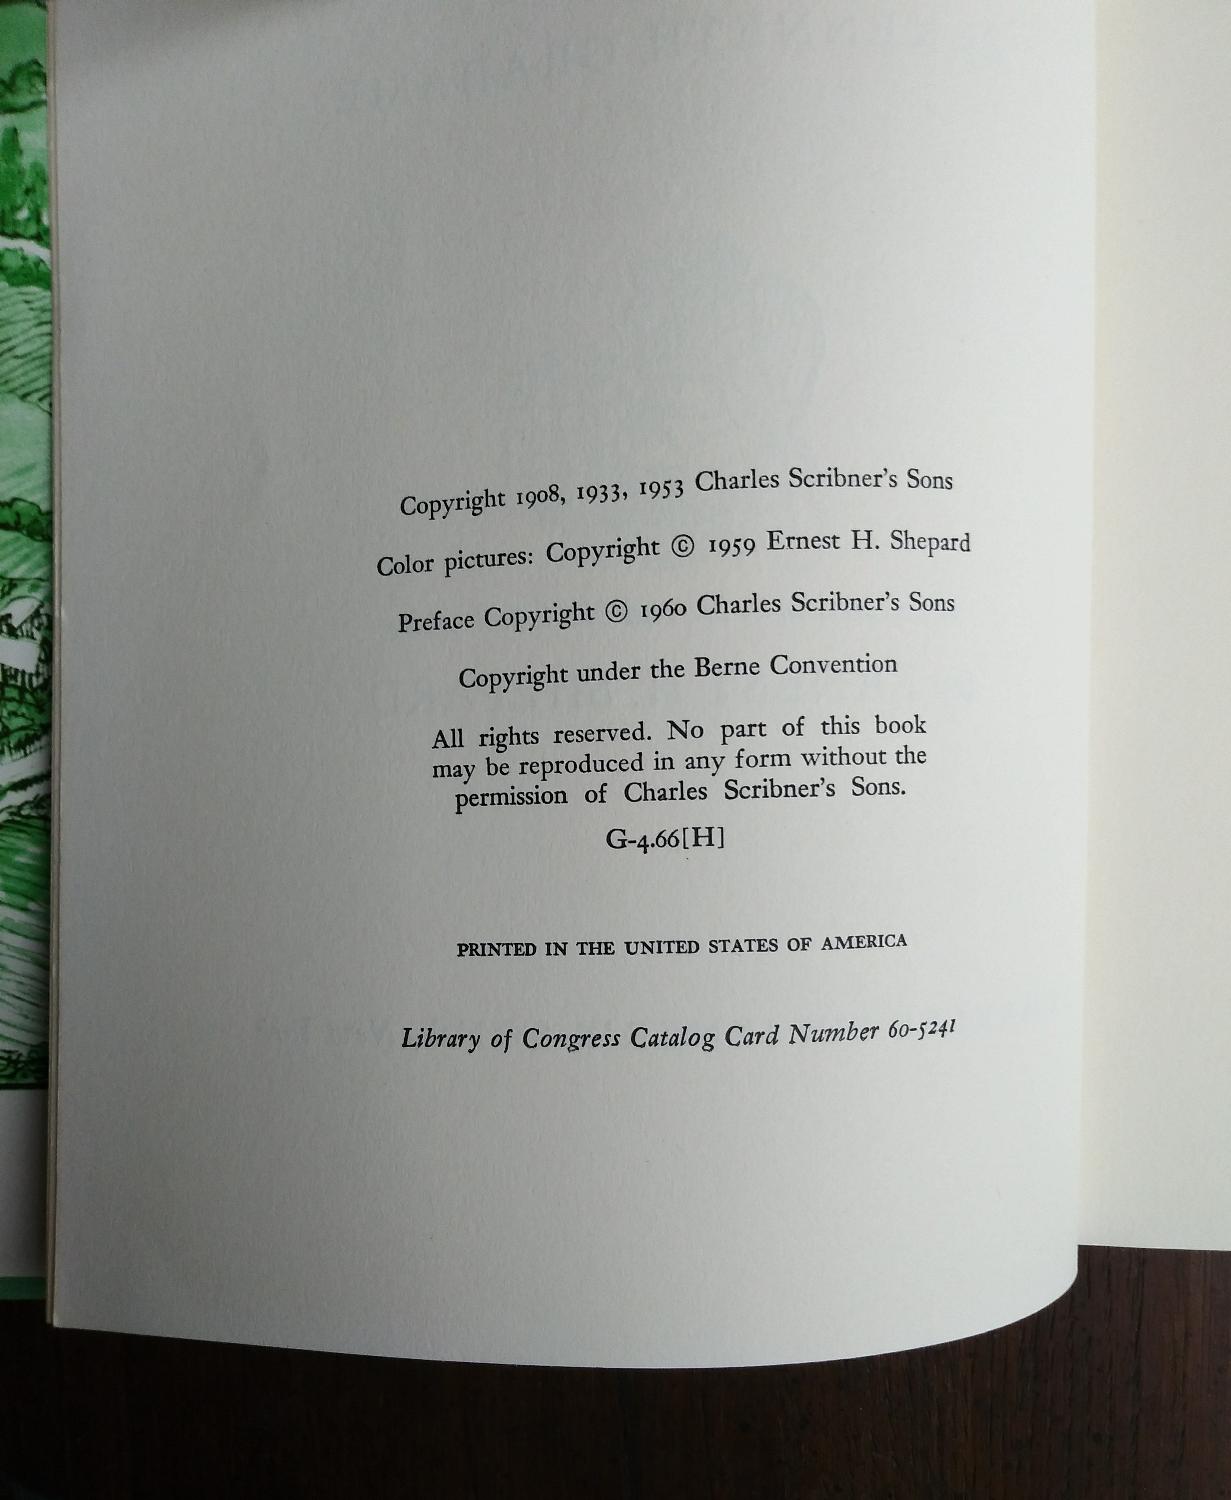 Copyright 1908, 1933, 1953 Charles Scribner's Sons
Color pictures: Copyright © 1959 Ernest H. Shepard
Preface Copyright © 1960 Charles Scribner's Sons
Copyright under the Berne Convention
All rights reserved. No part of this book
may be reproduced in any form without the
permission of Charles Scribner's Sons.
G-4.66[H]
PRINTED IN THE UNITED STATES OF AMERICA
Library of Congress Catalog Card Number 60-5241